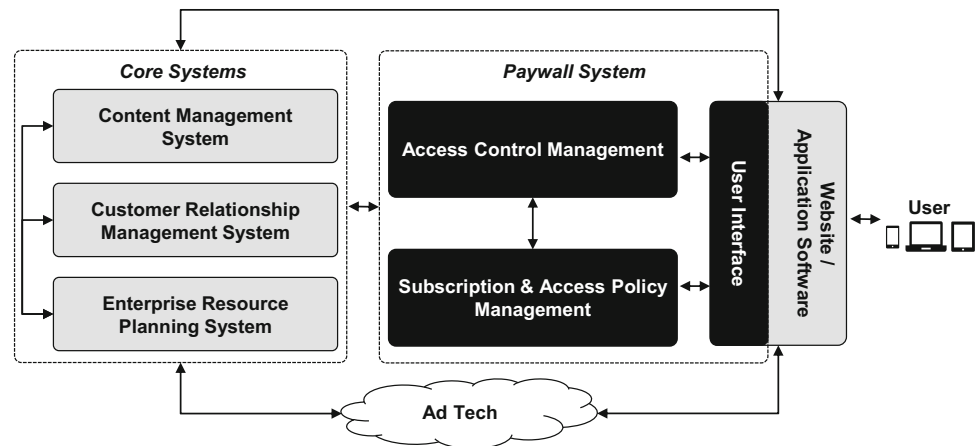 Core Systems
Content Management
System
Customer Relationship
Management System
Enterprise Resource
Planning System
Paywall System
Access Control Management
Subscription & Access Policy
Management
User Interface
Website /
Application Software
User
Ad Tech